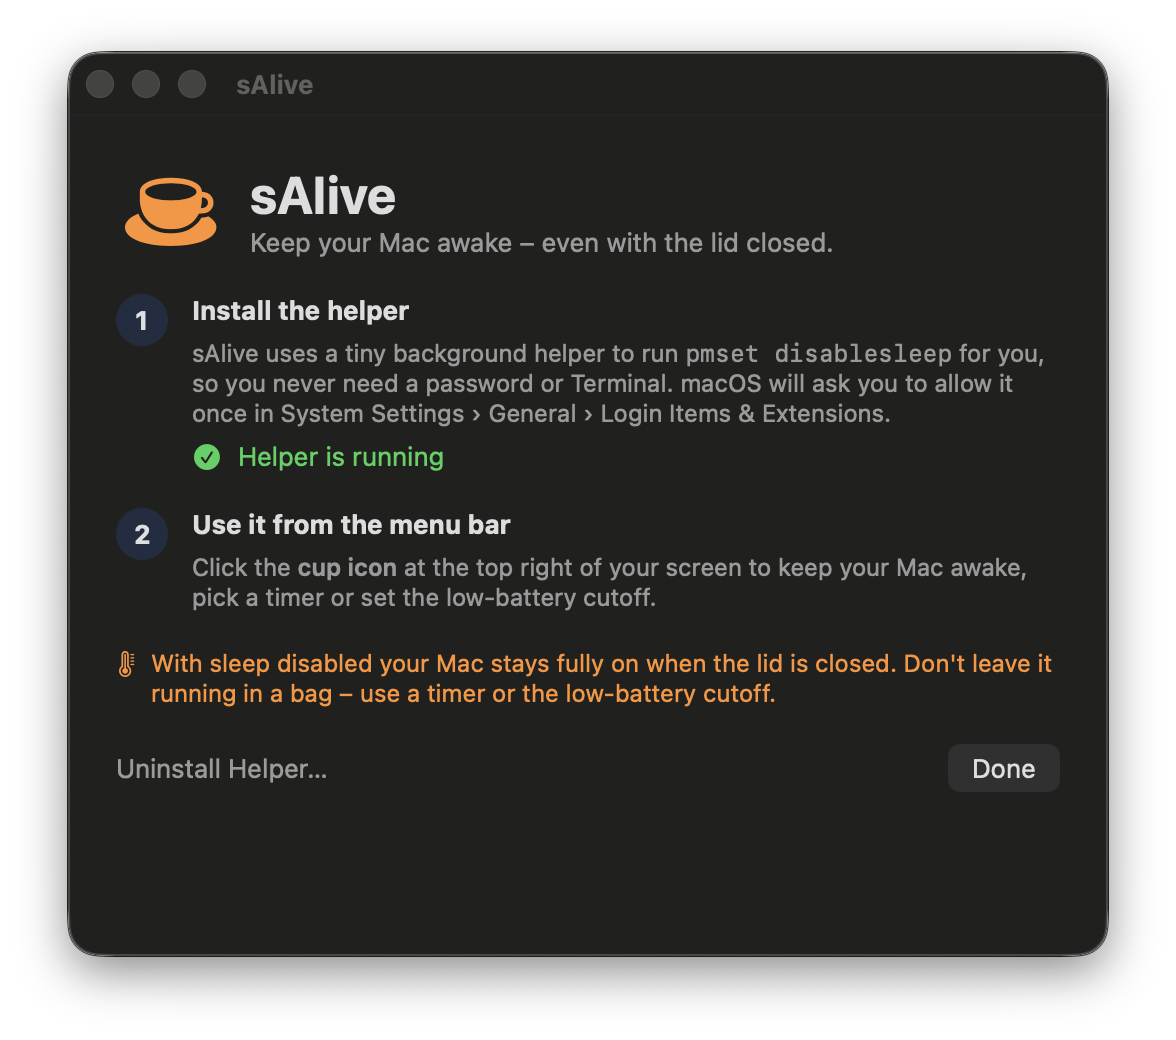 sAlive
sAlive
Keep your Mac awake – even with the lid closed.
1
Install the helper
sAlive uses a tiny background helper to run pmset disablesleep for you,
so you never need a password or Terminal. macOS will ask you to allow it
once in System Settings › General › Login Items & Extensions.
Helper is running
2
Use it from the menu bar
Click the cup icon at the top right of your screen to keep your Mac awake,
pick a timer or set the low-battery cutoff.
With sleep disabled your Mac stays fully on when the lid is closed. Don't leave it
running in a bag – use a timer or the low-battery cutoff.
Uninstall Helper...
Done